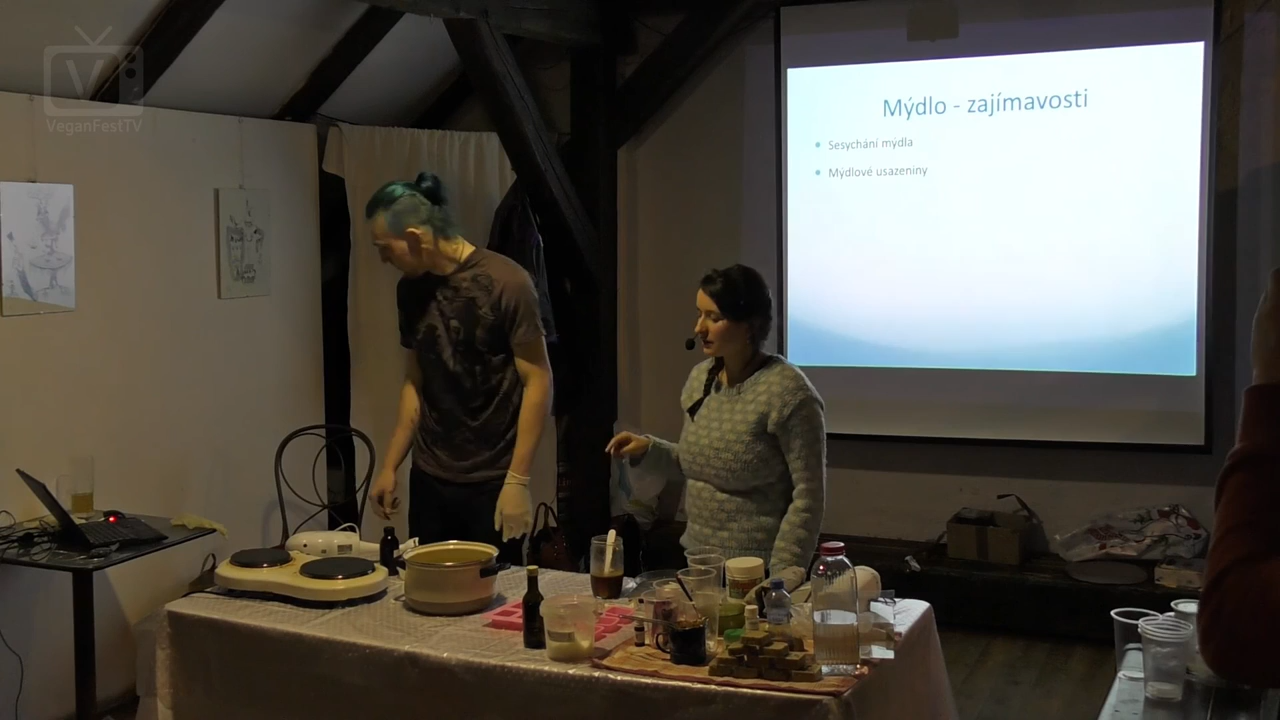 V
VeganFestTV
Mýdlo - zajímavosti
Sesychání mýdla
Mýdlové usazeniny